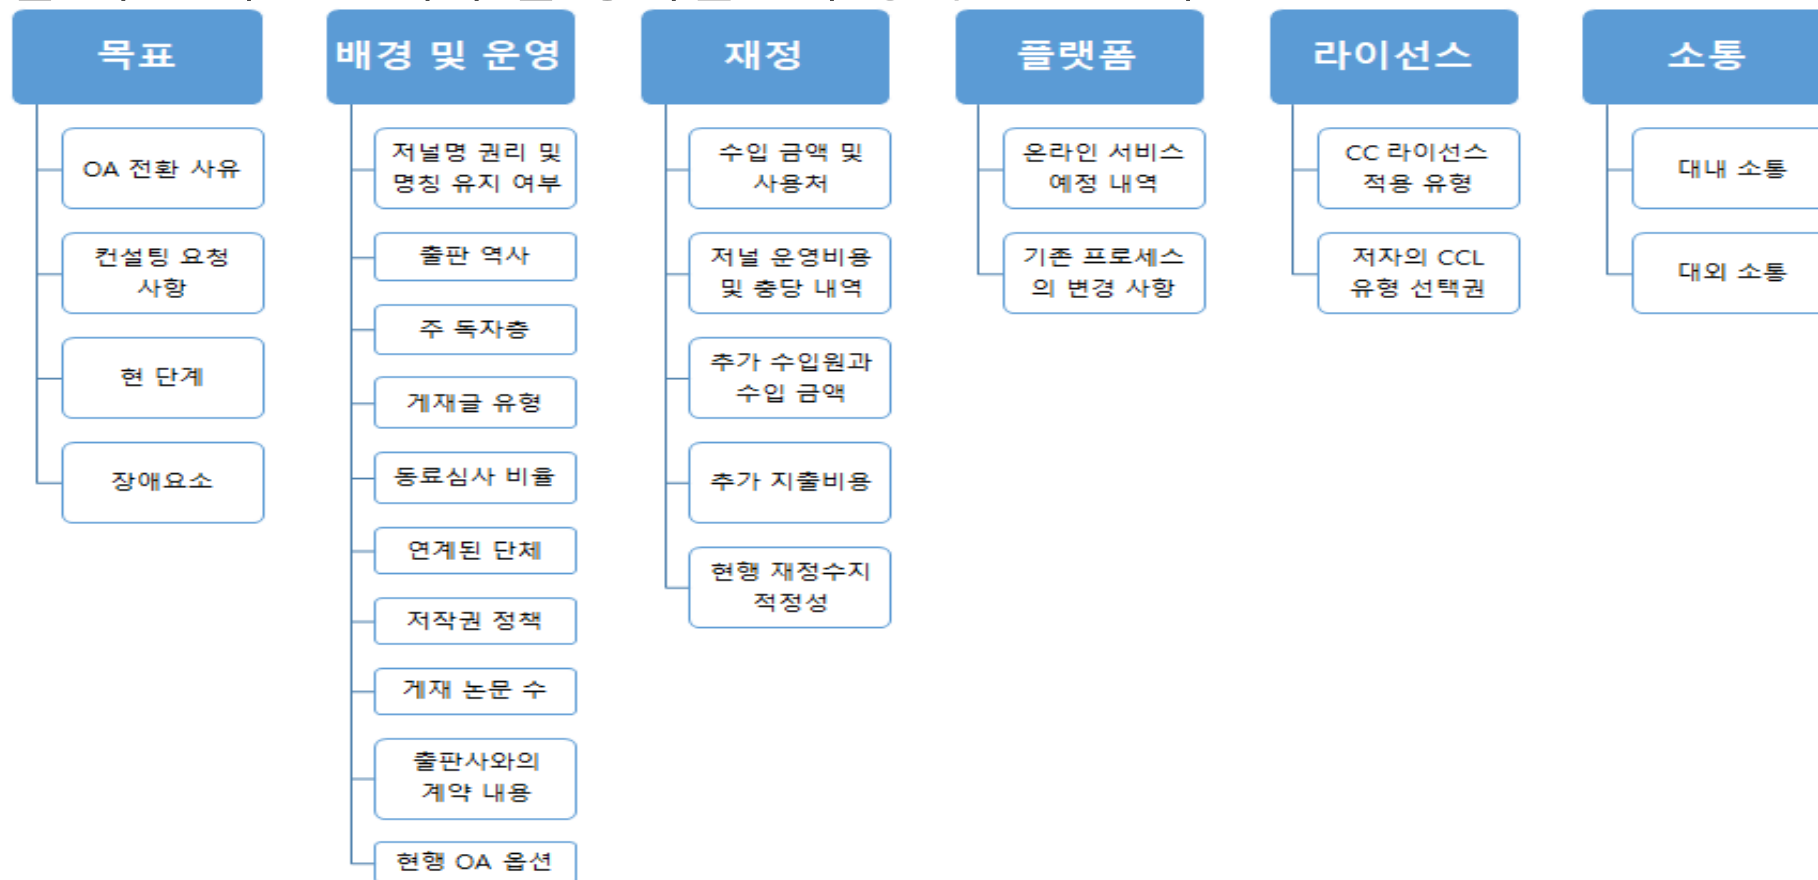 목표
OA 전환 사유
컨설팅 요청
사항
현 단계
장애요소
배경 및 운영
저널명 권리 및
명칭 유지 여부
출판 역사
주 독자층
게재글 유형
동료심사 비율
연계된 단체
저작권 정책
게재 논문 수
출판사와의
계약 내용
현행 OA 옵션
재정
수입 금액 및
사용처
저널 운영비용
및 충당 내역
추가 수입원과
수입 금액
추가 지출비용
현행 재정수지
적정성
플랫폼
온라인 서비스
예정 내역
기존 프로세스
의 변경 사항
라이선스
CC 라이선스
적용 유형
저자의 CCL
유형 선택권
소통
대내 소통
대외 소통